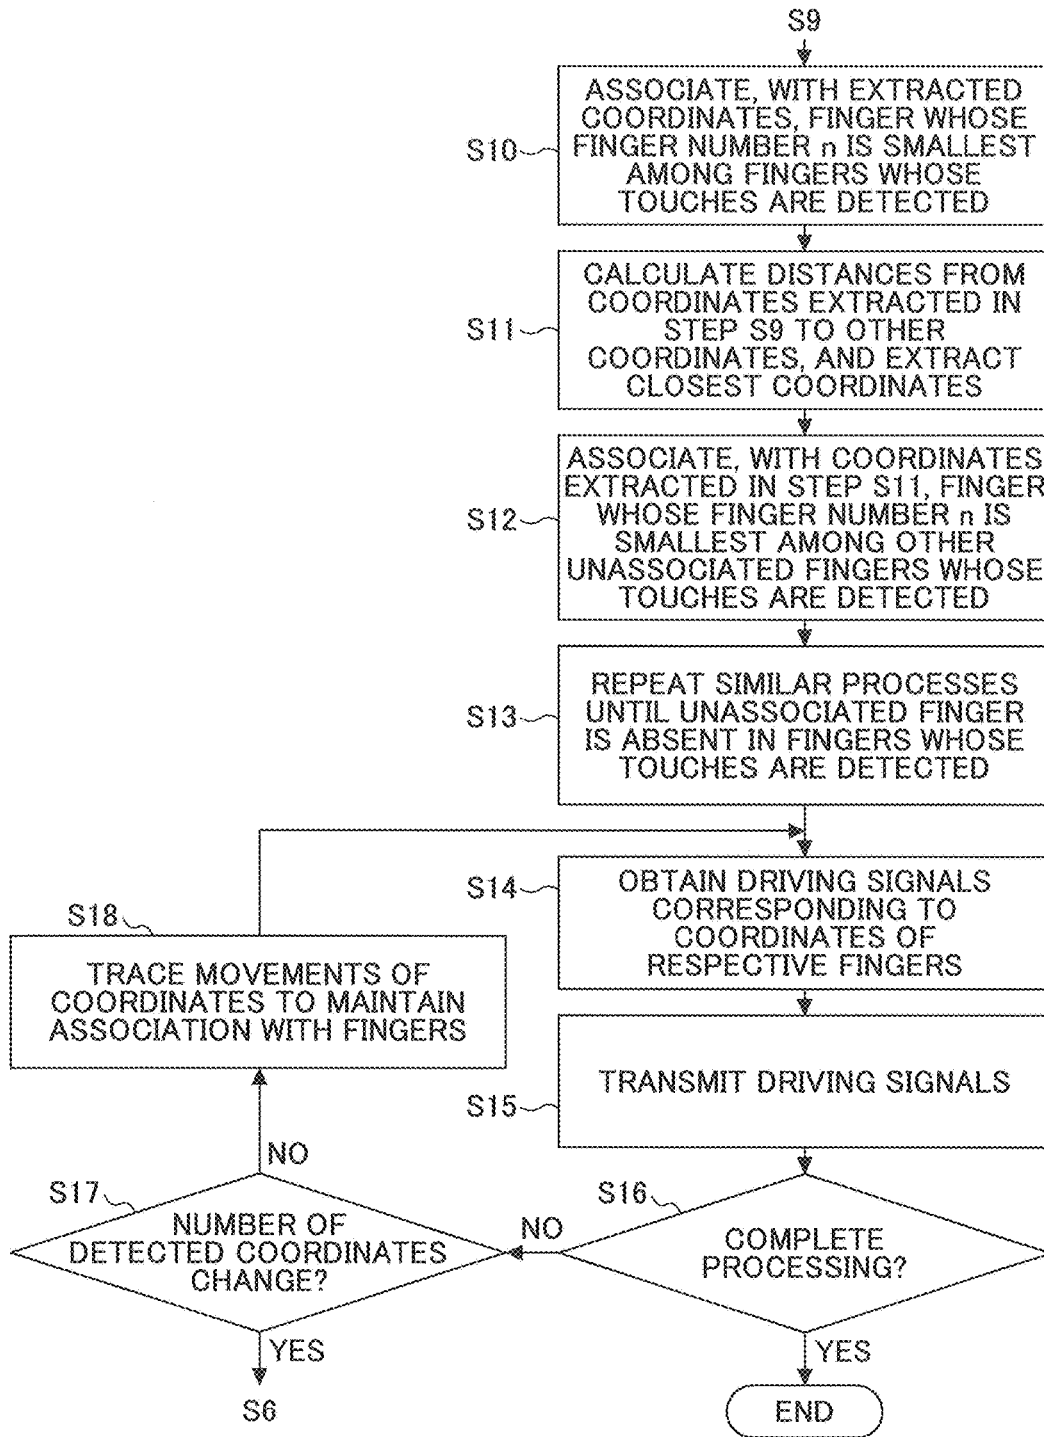 S9
S10
ASSOCIATE, WITH EXTRACTED
COORDINATES, FINGER WHOSE
FINGER NUMBER n IS SMALLEST
AMONG FINGERS WHOSE
TOUCHES ARE DETECTED
S11
CALCULATE DISTANCES FROM
COORDINATES EXTRACTED IN
STEP S9 TO OTHER
COORDINATES, AND EXTRACT
CLOSEST COORDINATES
S12
ASSOCIATE, WITH COORDINATES
EXTRACTED IN STEP S11, FINGER
WHOSE FINGER NUMBER n IS
SMALLEST AMONG OTHER
UNASSOCIATED FINGERS WHOSE
TOUCHES ARE DETECTED
S13
REPEAT SIMILAR PROCESSES
UNTIL UNASSOCIATED FINGER
IS ABSENT IN FINGERS WHOSE
TOUCHES ARE DETECTED
S14
OBTAIN DRIVING SIGNALS
CORRESPONDING TO
COORDINATES OF
RESPECTIVE FINGERS
S15
TRANSMIT DRIVING SIGNALS
S16
COMPLETE
PROCESSING?
YES
END
NO
S17
NUMBER OF
DETECTED COORDINATES
CHANGE?
YES
S6
NO
S18
TRACE MOVEMENTS OF
COORDINATES TO MAINTAIN
ASSOCIATION WITH FINGERS